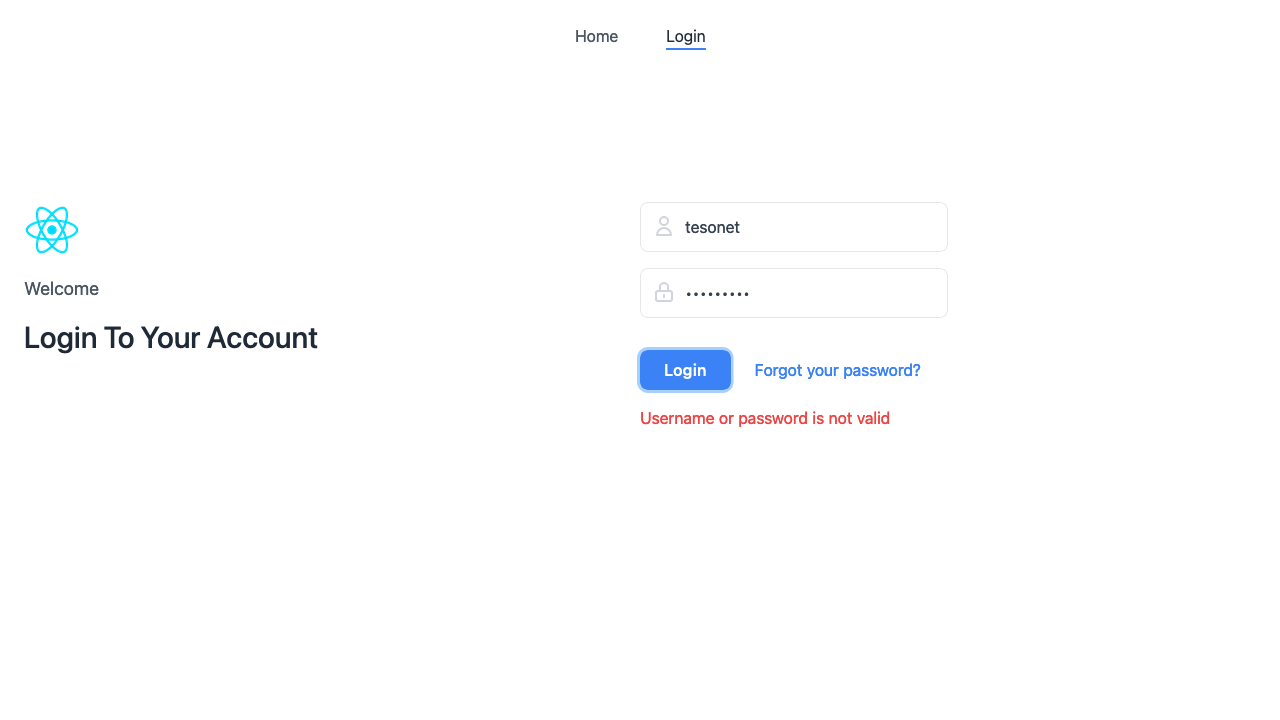 Home
Login
Welcome
Login To Your Account
tesonet
•••••••••
Login
Forgot your password?
Username or password is not valid